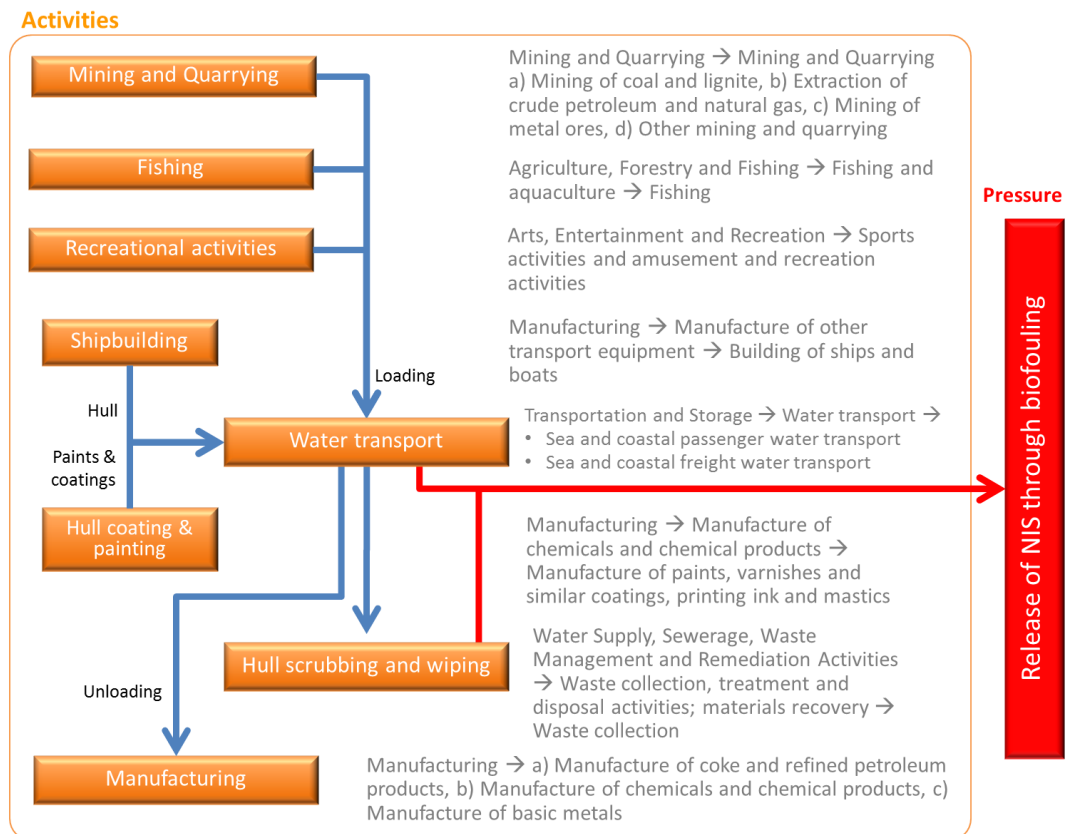 Activities
Mining and Quarrying
Mining and Quarrying → Mining and Quarrying
a) Mining of coal and lignite, b) Extraction of
crude petroleum and natural gas, c) Mining of
metal ores, d) Other mining and quarrying
Fishing
Agriculture, Forestry and Fishing → Fishing and
aquaculture → Fishing
Pressure
Recreational activities
Arts, Entertainment and Recreation → Sports
activities and amusement and recreation
activities
Shipbuilding
Manufacturing → Manufacture of other
transport equipment → Building of ships and
boats
Loading
Hull
Water transport
Transportation and Storage → Water transport →
• Sea and coastal passenger water transport
• Sea and coastal freight water transport
Paints &
coatings
Hull coating &
painting
Manufacturing → Manufacture of
chemicals and chemical products →
Manufacture of paints, varnishes and
similar coatings, printing ink and mastics
Release of NIS through biofouling
Hull scrubbing and wiping
Water Supply, Sewerage, Waste
Management and Remediation Activities
→ Waste collection, treatment and
disposal activities; materials recovery →
Waste collection
Unloading
Manufacturing
Manufacturing → a) Manufacture of coke and refined petroleum
products, b) Manufacture of chemicals and chemical products, c)
Manufacture of basic metals